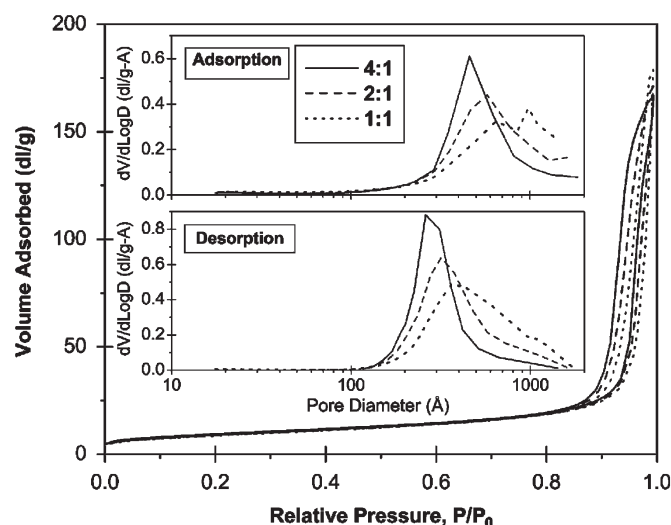 200
150
100
50
0
Volume Adsorbed (dl/g)
0.6
0.4
0.2
0.0
dV/dLogD (dl/g-A)
Adsorption
4:1
2:1
1:1
0.8
0.6
0.4
0.2
0.0
dV/dLogD (dl/g-A)
Desorption
10 100 1000
Pore Diameter (Å)
0.0 0.2 0.4 0.6 0.8 1.0
Relative Pressure, P/P₀